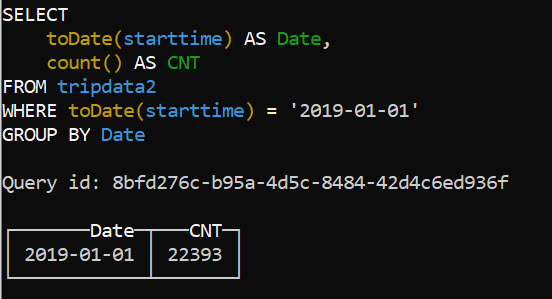 SELECT
toDate(starttime) AS Date,
count() AS CNT
FROM tripdata2
WHERE toDate(starttime) = '2019-01-01'
GROUP BY Date
Query id: 8bfd276c-b95a-4d5c-8484-42d4c6ed936f
Date CNT
2019-01-01 22393